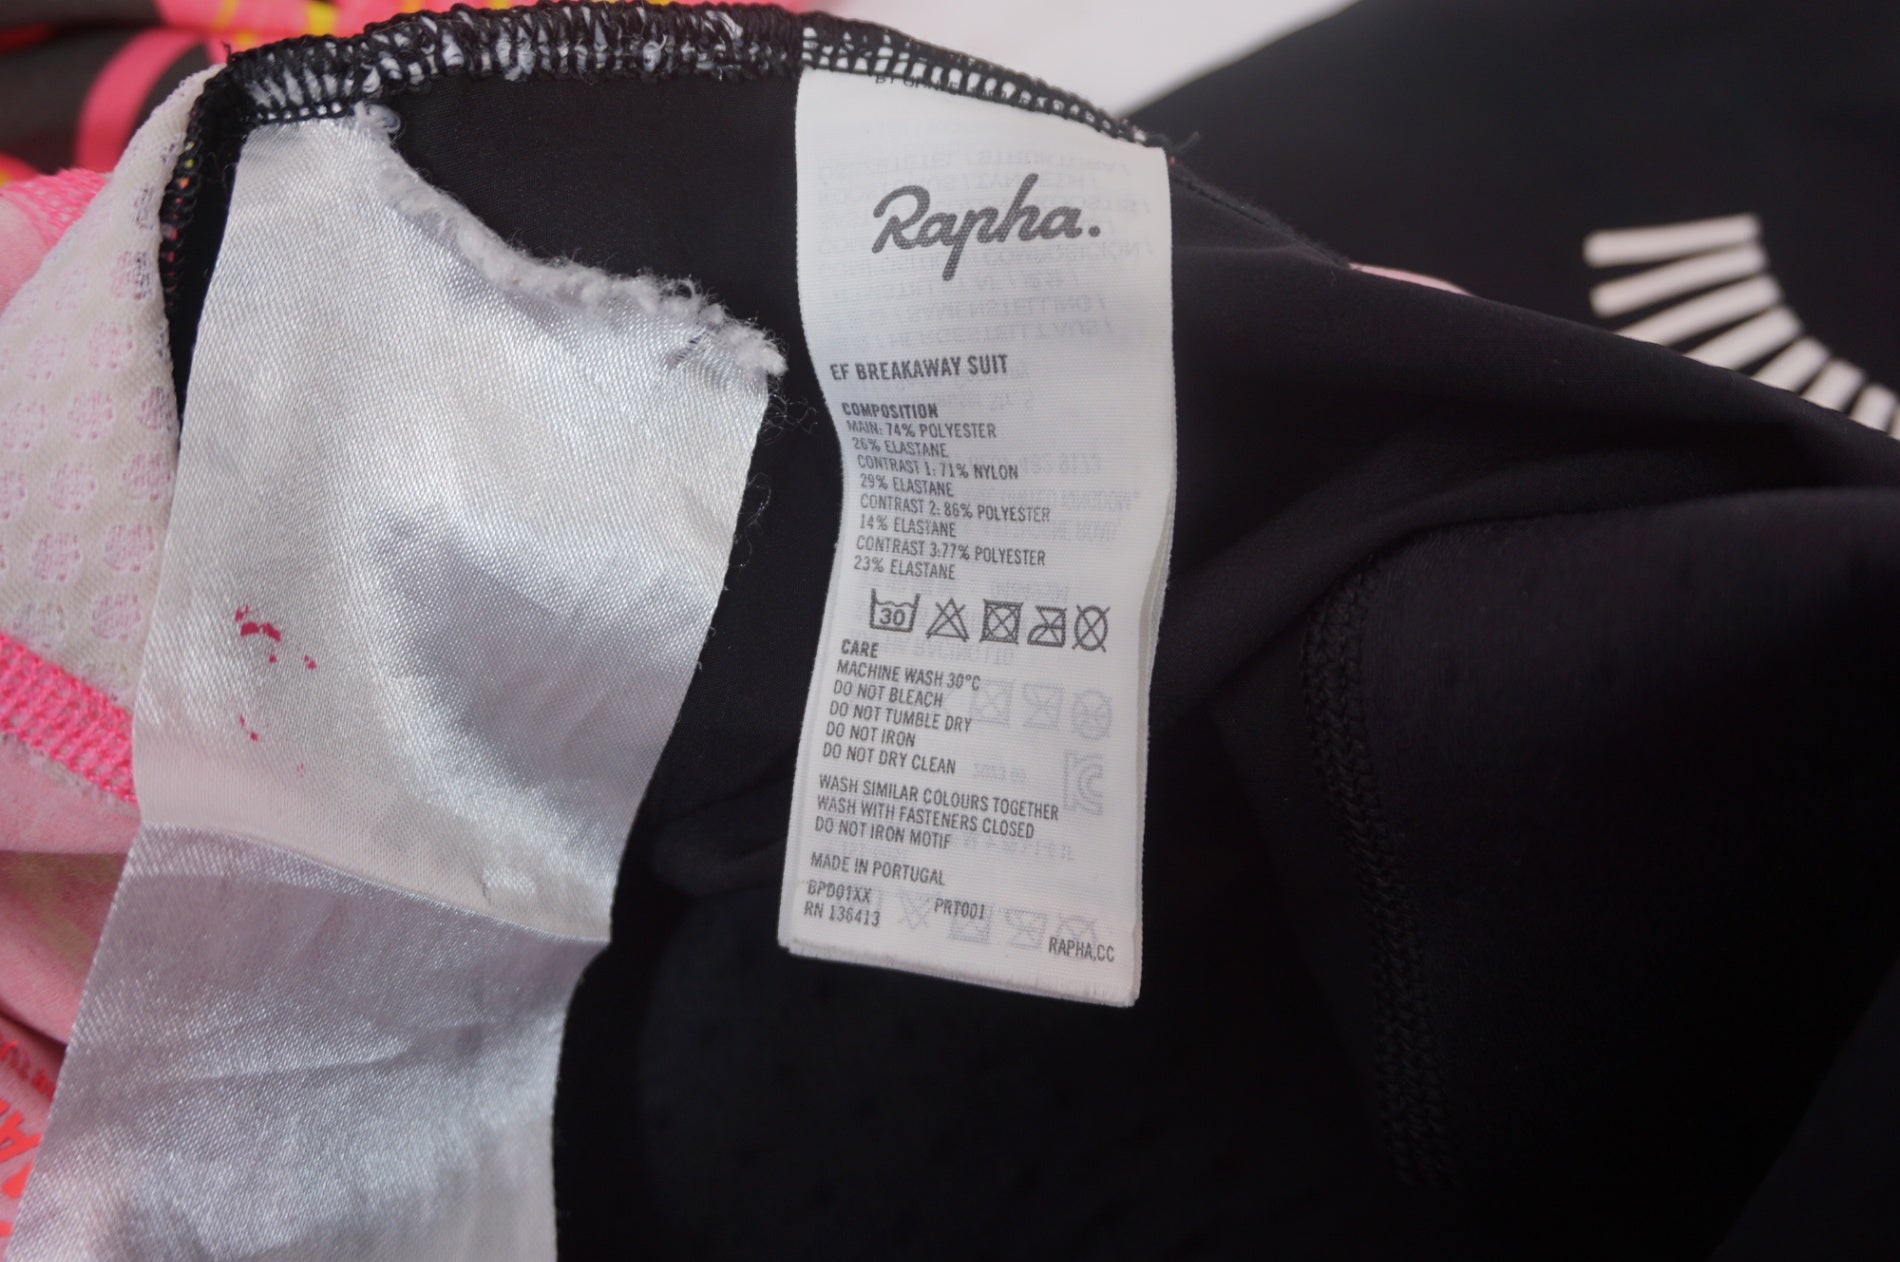 Rapha.
EF BREAKAWAY SUIT
COMPOSITION
MAIN: 74% POLYESTER
26% ELASTANE
CONTRAST 1: 71% NYLON
29% ELASTANE
CONTRAST 2: 86% POLYESTER
14% ELASTANE
CONTRAST 3:77% POLYESTER
23% ELASTANE
30
CARE
MACHINE WASH 30°C
DO NOT BLEACH
DO NOT TUMBLE DRY
DO NOT IRON
DO NOT DRY CLEAN
WASH SIMILAR COLOURS TOGETHER
WASH WITH FASTENERS CLOSED
DO NOT IRON MOTIF
MADE IN PORTUGAL
BPD01XX PRT001
RN 136413
RAPHA.CC